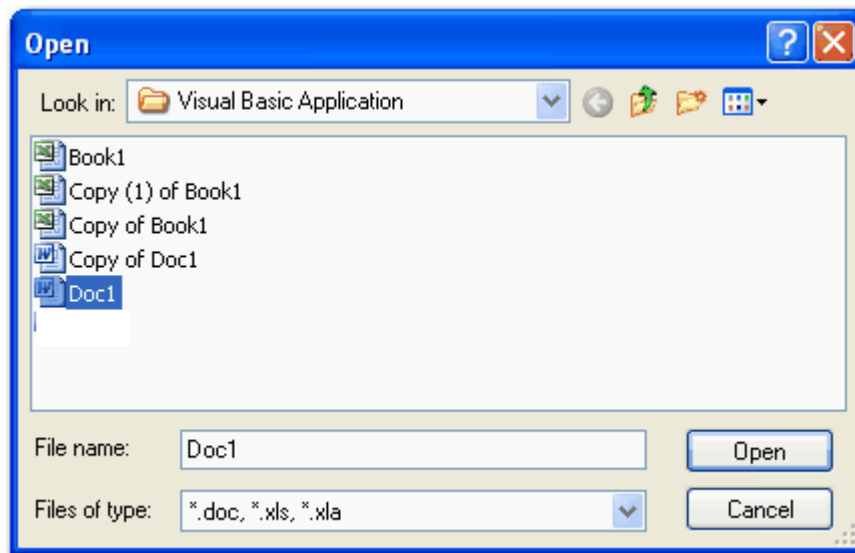 Open
Look in: Visual Basic Application
Book1
Copy (1) of Book1
Copy of Book1
Copy of Doc1
Doc1
File name: Doc1 Open
Files of type: *.doc, *.xls, *.xla Cancel